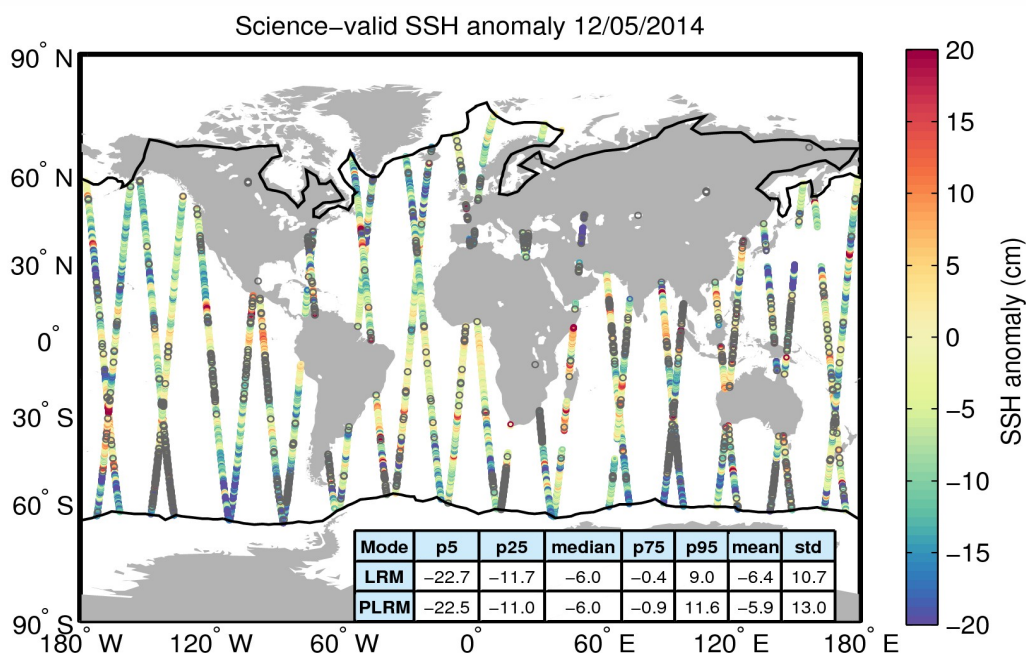 Science−valid SSH anomaly 12/05/2014
90° N
60° N
30° N
0°
30° S
60° S
90° S
180° W
120° W
60° W
0°
60° E
120° E
180° E
20
15
10
5
0
−5
−10
−15
−20
SSH anomaly (cm)
Mode p5 p25 median p75 p95 mean std
LRM −22.7 −11.7 −6.0 −0.4 9.0 −6.4 10.7
PLRM −22.5 −11.0 −6.0 −0.9 11.6 −5.9 13.0